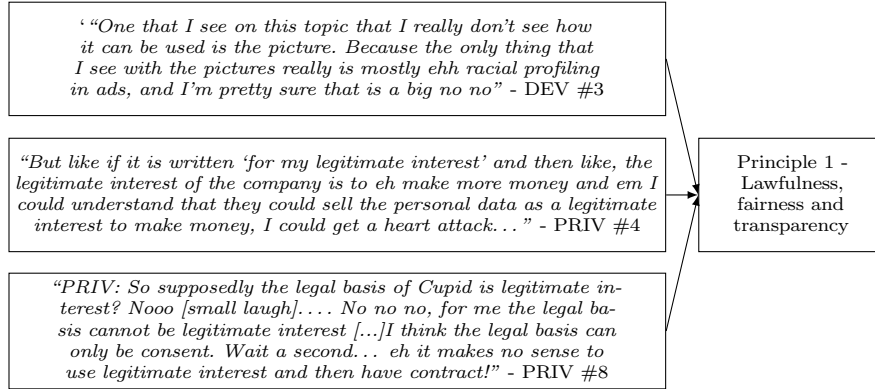 ‘ “One that I see on this topic that I really don't see how
it can be used is the picture. Because the only thing that
I see with the pictures really is mostly ehh racial profiling
in ads, and I'm pretty sure that is a big no no” - DEV #3
“But like if it is written ‘for my legitimate interest’ and then like, the
legitimate interest of the company is to eh make more money and em I
could understand that they could sell the personal data as a legitimate
interest to make money, I could get a heart attack...” - PRIV #4
Principle 1 -
Lawfulness,
fairness and
transparency
“PRIV: So supposedly the legal basis of Cupid is legitimate in-
terest? Nooo [small laugh].... No no no, for me the legal ba-
sis cannot be legitimate interest [...]I think the legal basis can
only be consent. Wait a second... eh it makes no sense to
use legitimate interest and then have contract!” - PRIV #8